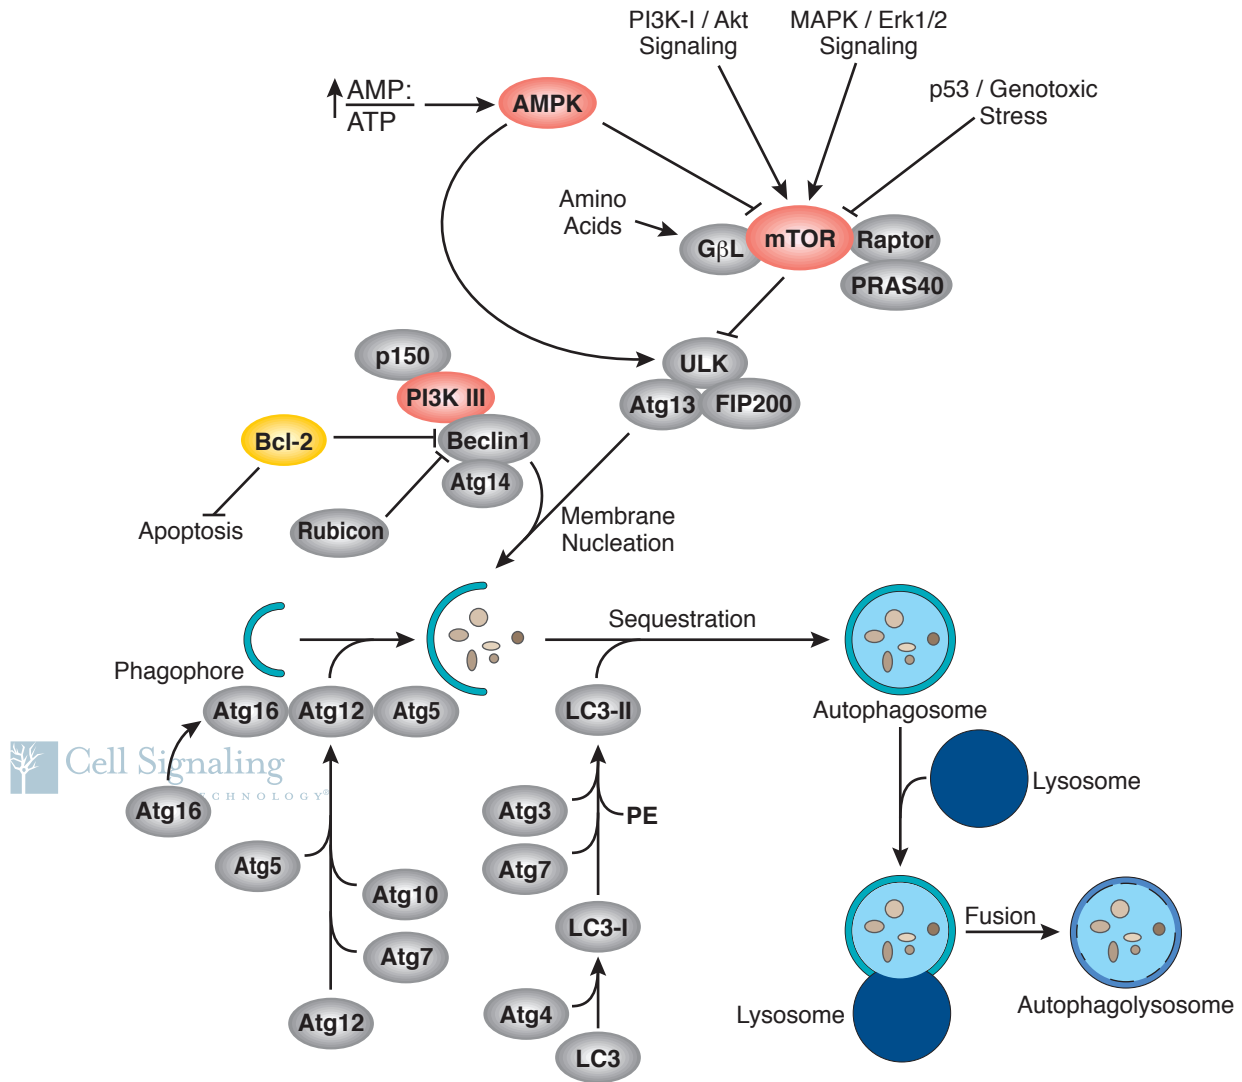 PI3K-I / Akt
Signaling
MAPK / Erk1/2
Signaling
AMP:
ATP
AMPK
p53 / Genotoxic
Stress
Amino
Acids
GβL
mTOR
Raptor
PRAS40
p150
PI3K III
ULK
Atg13
FIP200
Bcl-2
Beclin1
Atg14
Apoptosis
Rubicon
Membrane
Nucleation
Phagophore
Sequestration
Atg16
Atg12
Atg5
LC3-II
Autophagosome
Cell Signaling
ECHNOLOGY®
Atg16
Atg3
PE
Lysosome
Atg5
Atg7
Atg10
LC3-I
Fusion
Atg7
Atg12
Atg4
Lysosome
Autophagolysosome
LC3